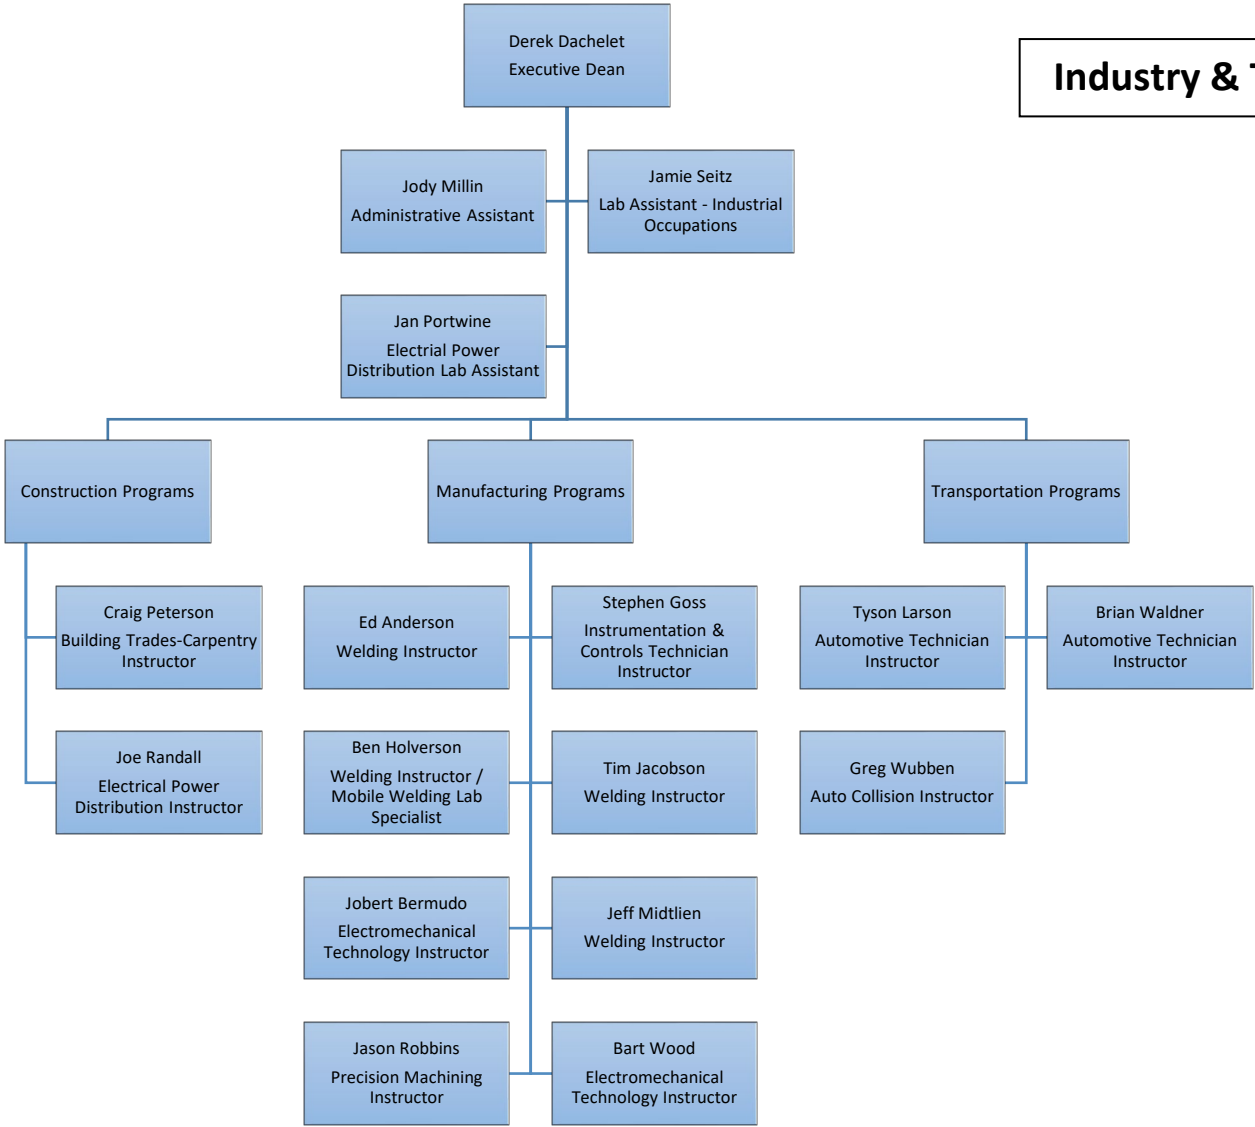 Derek Dachelet
Executive Dean
Industry & T
Jody Millin
Administrative Assistant
Jamie Seitz
Lab Assistant - Industrial
Occupations
Jan Portwine
Electrial Power
Distribution Lab Assistant
Construction Programs
Manufacturing Programs
Transportation Programs
Craig Peterson
Building Trades-Carpentry
Instructor
Ed Anderson
Welding Instructor
Stephen Goss
Instrumentation &
Controls Technician
Instructor
Tyson Larson
Automotive Technician
Instructor
Brian Waldner
Automotive Technician
Instructor
Joe Randall
Electrical Power
Distribution Instructor
Ben Holverson
Welding Instructor /
Mobile Welding Lab
Specialist
Tim Jacobson
Welding Instructor
Greg Wubben
Auto Collision Instructor
Jobert Bermudo
Electromechanical
Technology Instructor
Jeff Midtlien
Welding Instructor
Jason Robbins
Precision Machining
Instructor
Bart Wood
Electromechanical
Technology Instructor